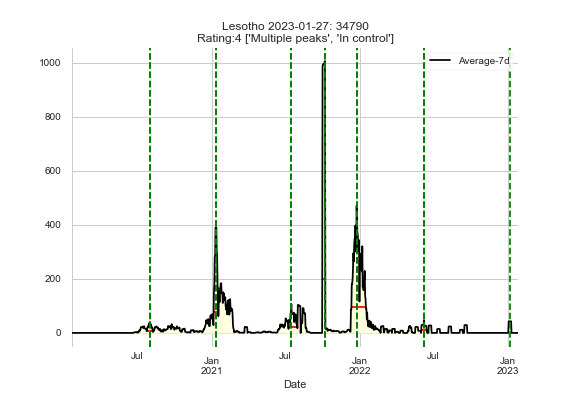 Lesotho 2023-01-27: 34790
Rating:4 ['Multiple peaks', 'In control']
Average-7d
1000
800
600
400
200
0
Jul
Jan
2021
Jul
Jan
2022
Jul
Jan
2023
Date